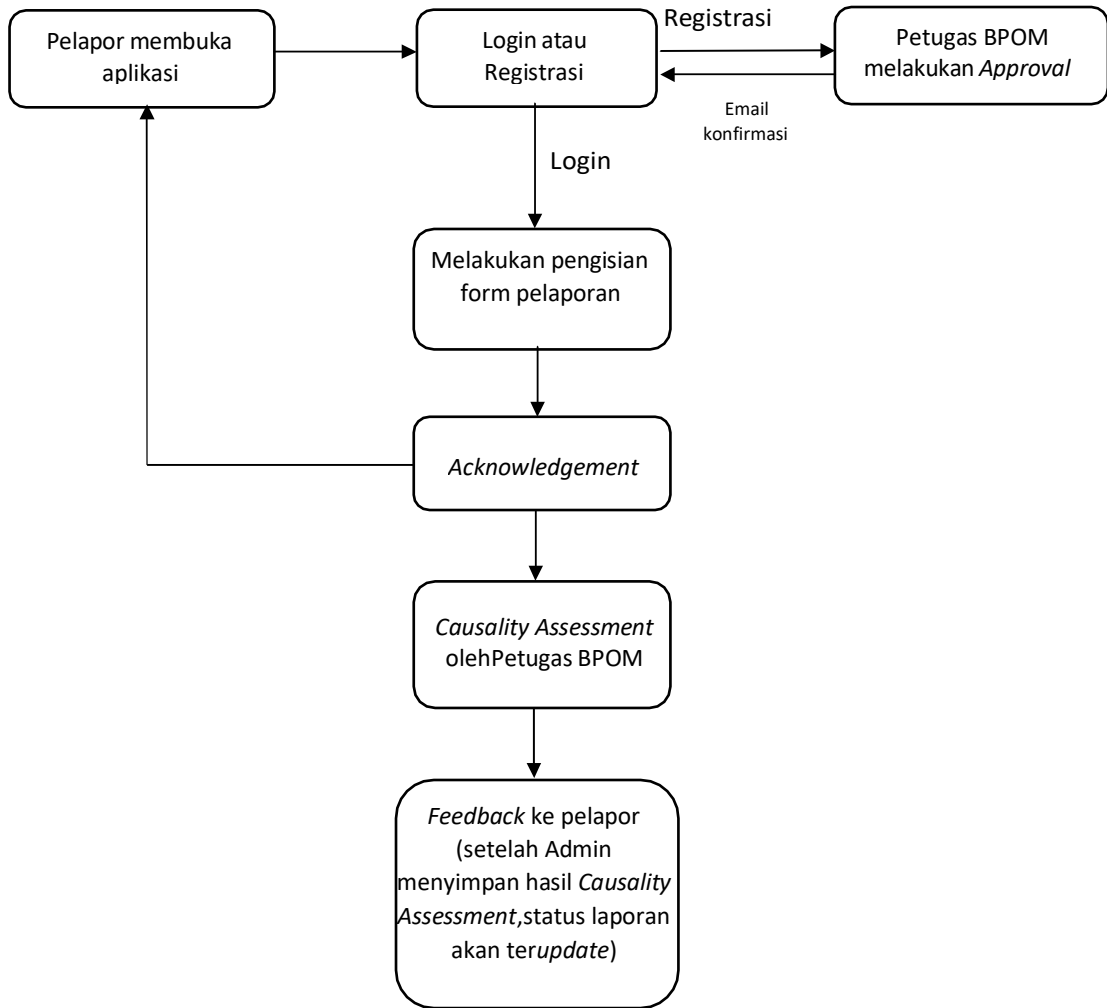 Pelapor membuka
aplikasi
Login atau
Registrasi
Registrasi
Petugas BPOM
melakukan Approval
Email
konfirmasi
Login
Melakukan pengisian
form pelaporan
Acknowledgement
Causality Assessment
olehPetugas BPOM
Feedback ke pelapor
(setelah Admin
menyimpan hasil Causality
Assessment,status laporan
akan terupdate)